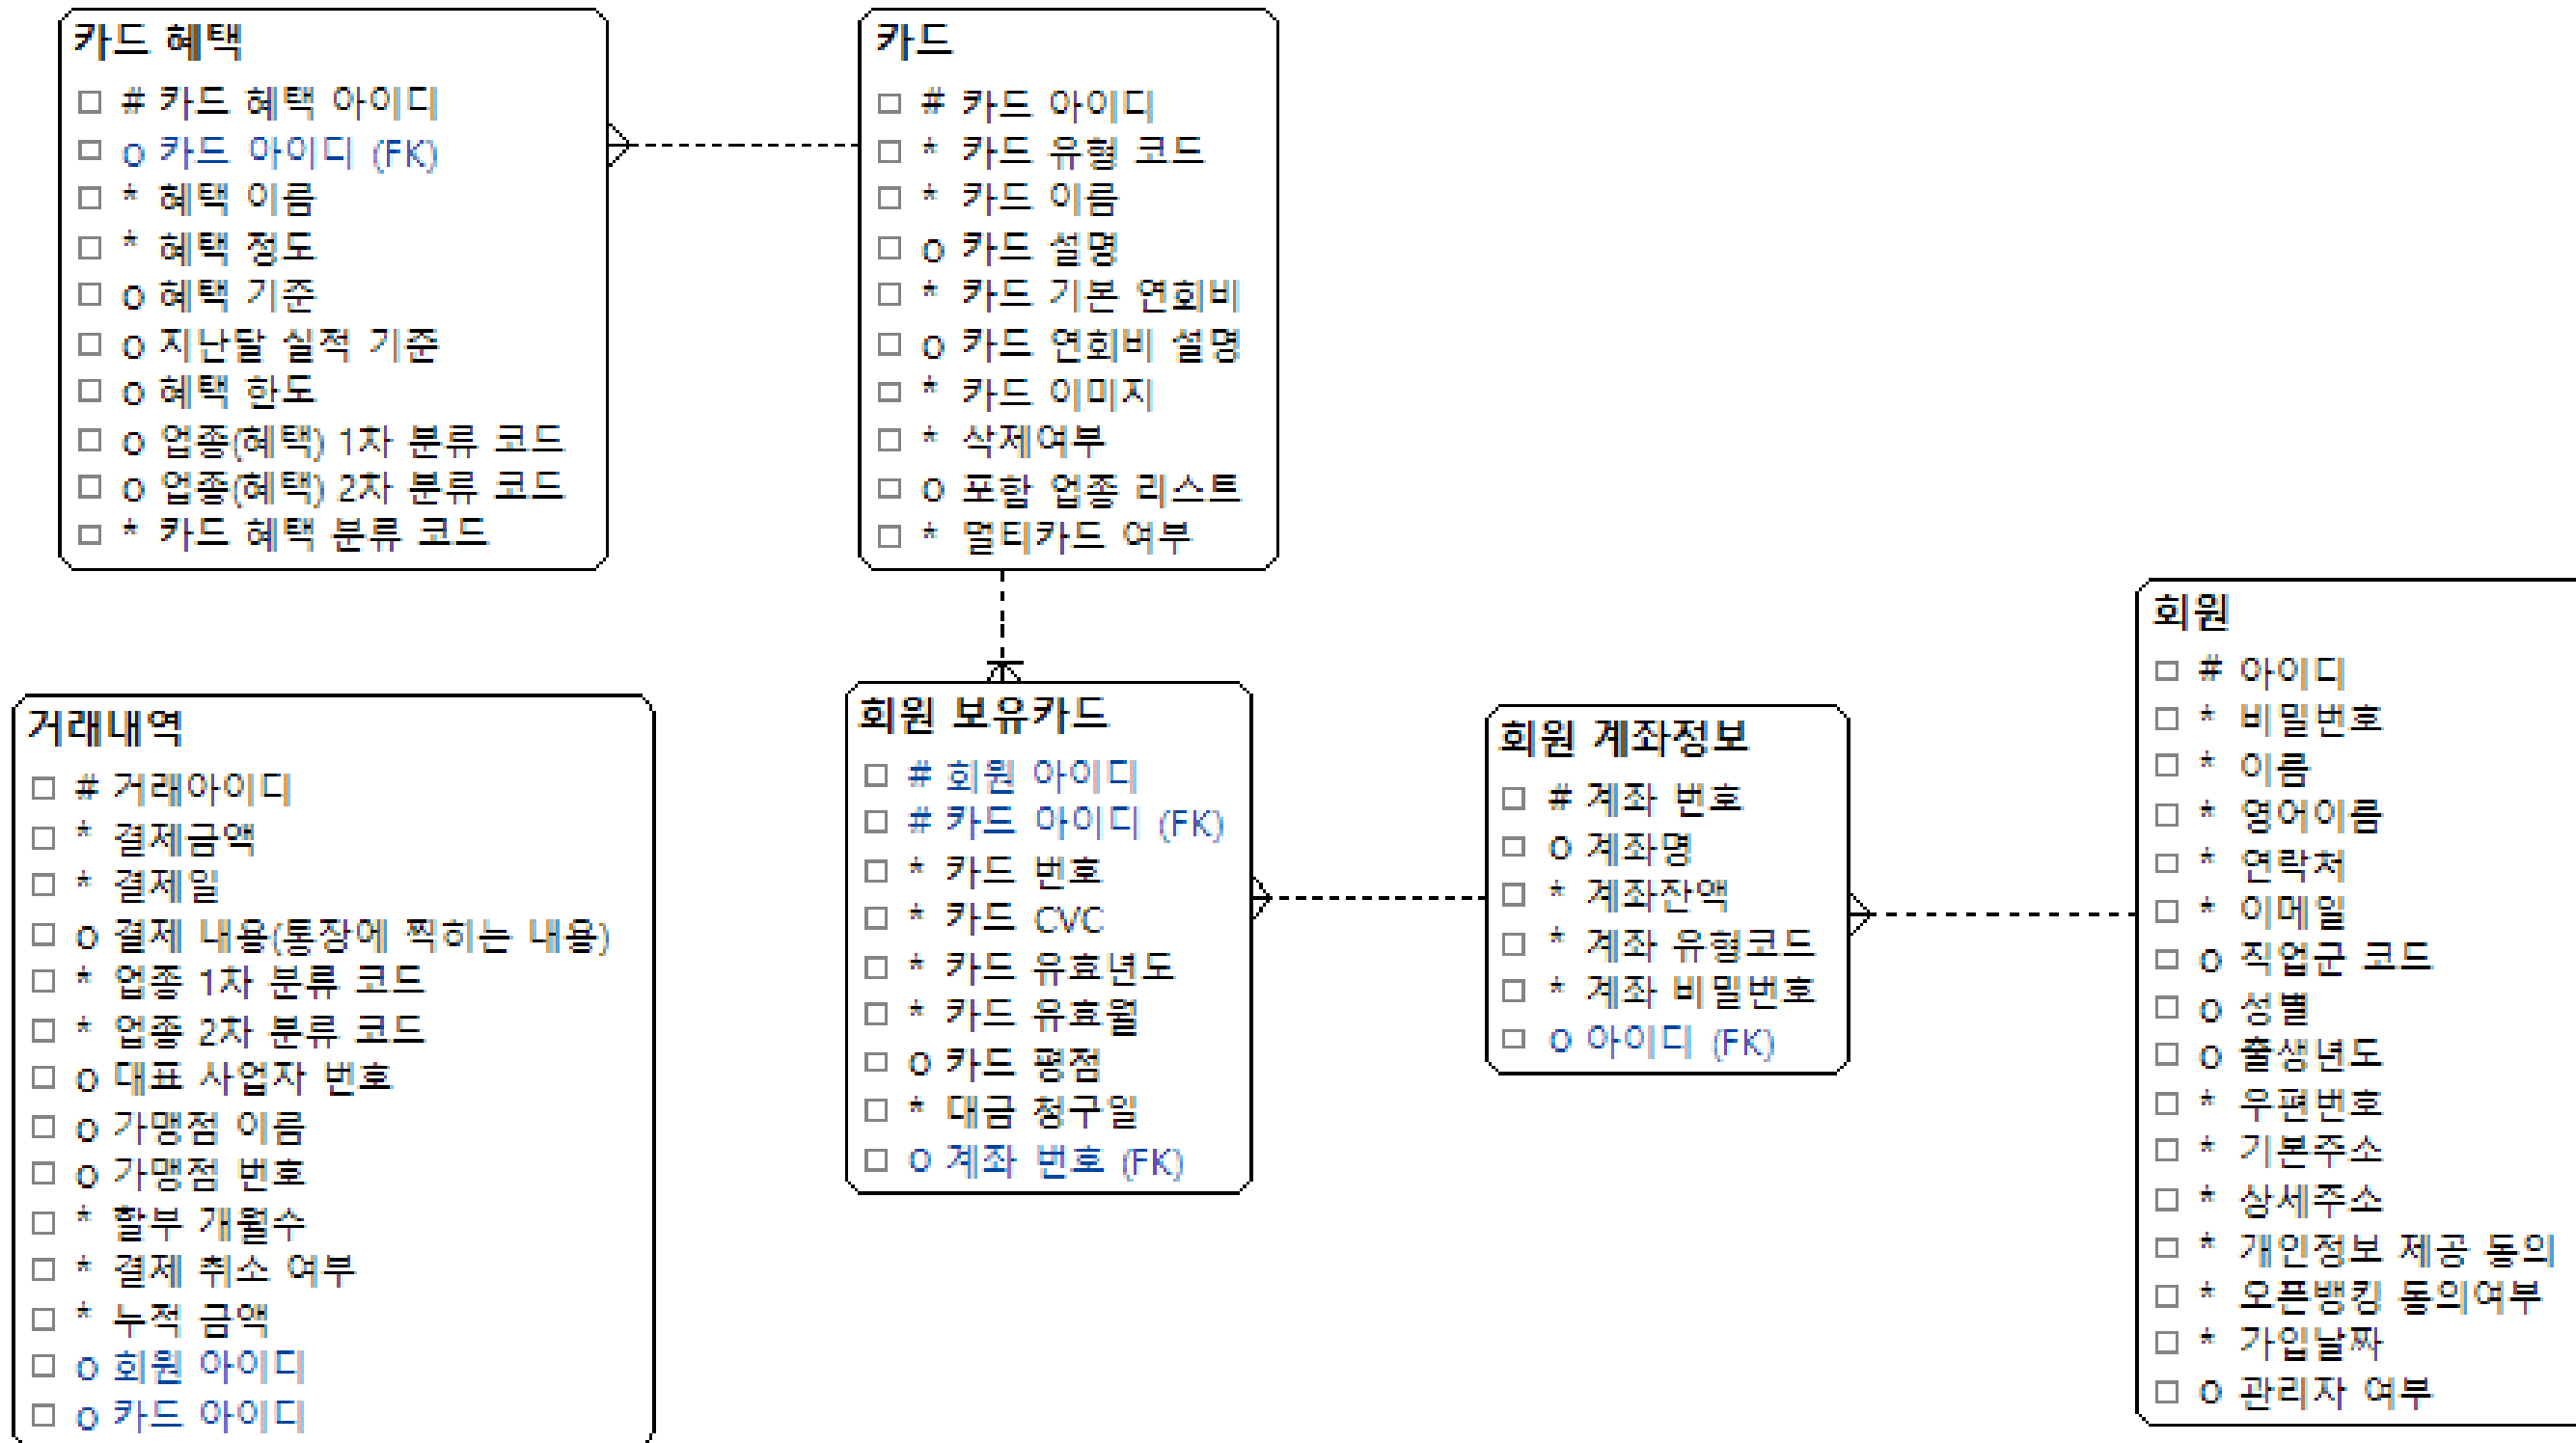 카드 혜택
# 카드 혜택 아이디
o 카드 아이디 (FK)
* 혜택 이름
* 혜택 정도
o 혜택 기준
o 지난달 실적 기준
o 혜택 한도
o 업종(혜택) 1차 분류 코드
o 업종(혜택) 2차 분류 코드
* 카드 혜택 분류 코드
카드
# 카드 아이디
* 카드 유형 코드
* 카드 이름
o 카드 설명
* 카드 기본 연회비
o 카드 연회비 설명
* 카드 이미지
* 삭제여부
o 포함 업종 리스트
* 멀티카드 여부
거래내역
# 거래아이디
* 결제금액
* 결제일
o 결제 내용(통장에 찍히는 내용)
* 업종 1차 분류 코드
* 업종 2차 분류 코드
o 대표 사업자 번호
o 가맹점 이름
o 가맹점 번호
* 할부 개월수
* 결제 취소 여부
* 누적 금액
o 회원 아이디
o 카드 아이디
회원 보유카드
# 회원 아이디
# 카드 아이디 (FK)
* 카드 번호
* 카드 CVC
* 카드 유효년도
* 카드 유효월
o 카드 평점
* 대금 청구일
o 계좌 번호 (FK)
회원 계좌정보
# 계좌 번호
o 계좌명
* 계좌잔액
* 계좌 유형코드
* 계좌 비밀번호
o 아이디 (FK)
회원
# 아이디
* 비밀번호
* 이름
* 영어이름
* 연락처
* 이메일
o 직업군 코드
o 성별
o 출생년도
* 우편번호
* 기본주소
* 상세주소
* 개인정보 제공 동의
* 오픈뱅킹 동의여부
* 가입날짜
o 관리자 여부